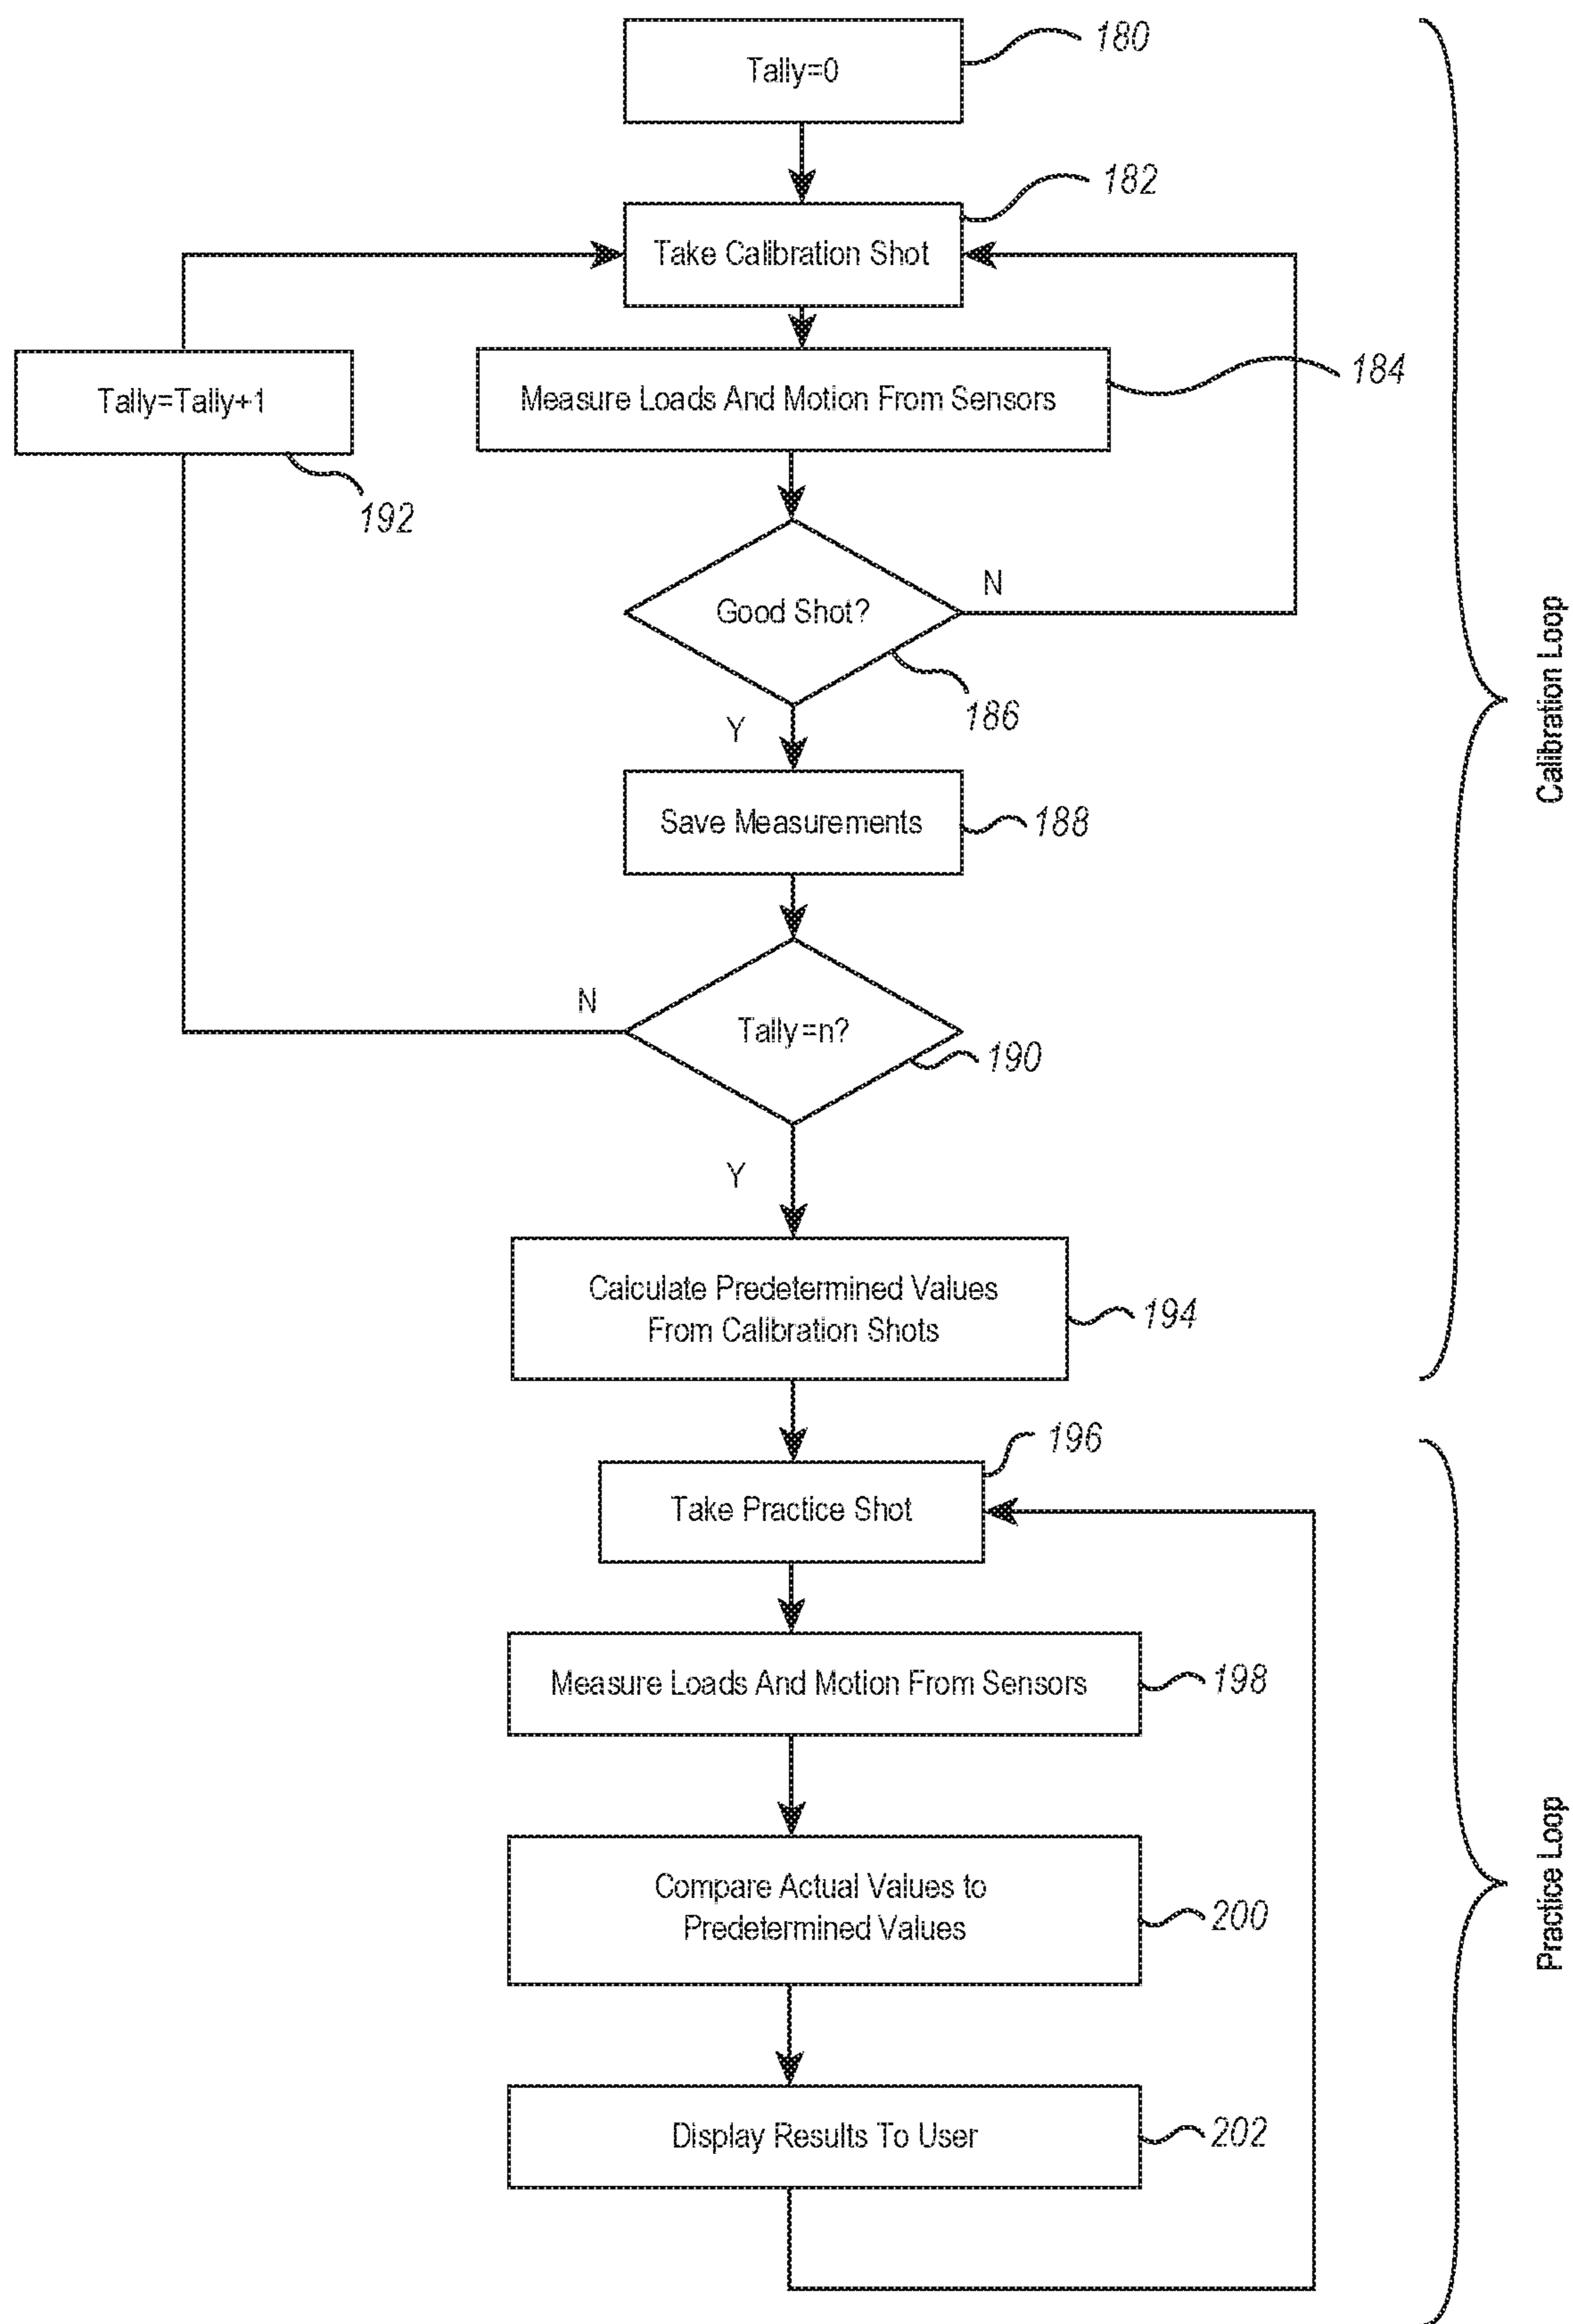 Tally=0
180
182
Take Calibration Shot
Tally=Tally+1
192
Measure Loads And Motion From Sensors
184
Good Shot?
N
186
Y
Save Measurements
188
N
Tally=n?
190
Y
Calculate Predetermined Values
From Calibration Shots
194
Calibration Loop
196
Take Practice Shot
Measure Loads And Motion From Sensors
198
Compare Actual Values to
Predetermined Values
200
Display Results To User
202
Practice Loop